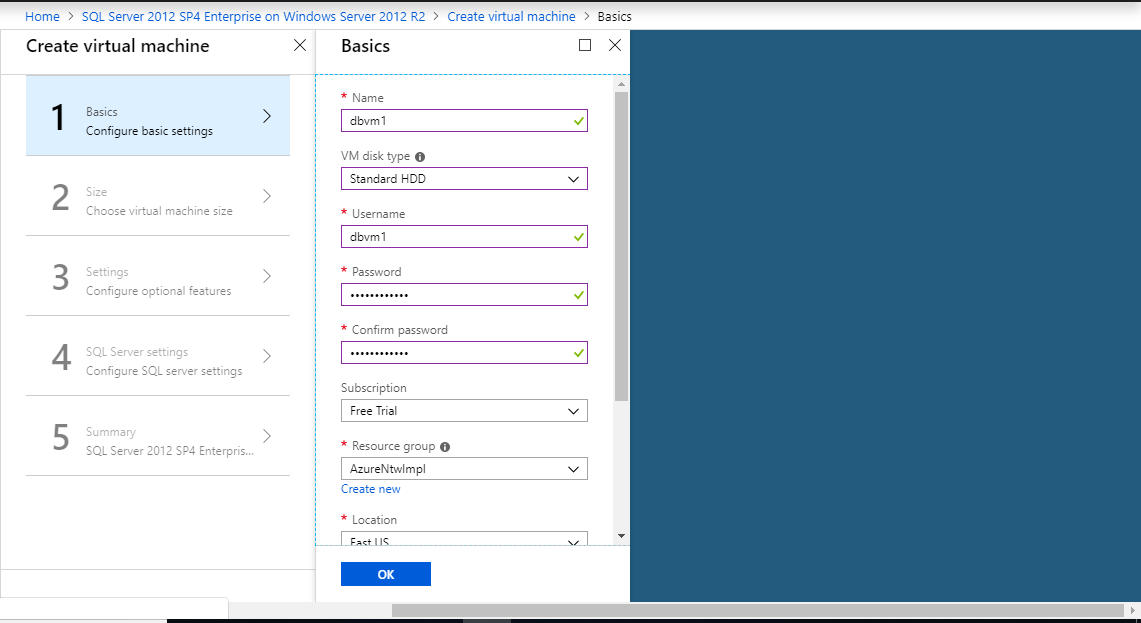 Home > SQL Server 2012 SP4 Enterprise on Windows Server 2012 R2 > Create virtual machine > Basics
Create virtual machine
1
Basics
Configure basic settings
2
Size
Choose virtual machine size
3
Settings
Configure optional features
4
SQL Server settings
Configure SQL server settings
5
Summary
SQL Server 2012 SP4 Enterpris...
Basics
* Name
dbvm1
VM disk type
Standard HDD
* Username
dbvm1
* Password
••••••••••••
* Confirm password
••••••••••••
Subscription
Free Trial
* Resource group
AzureNtwImpl
Create new
* Location
East US
OK